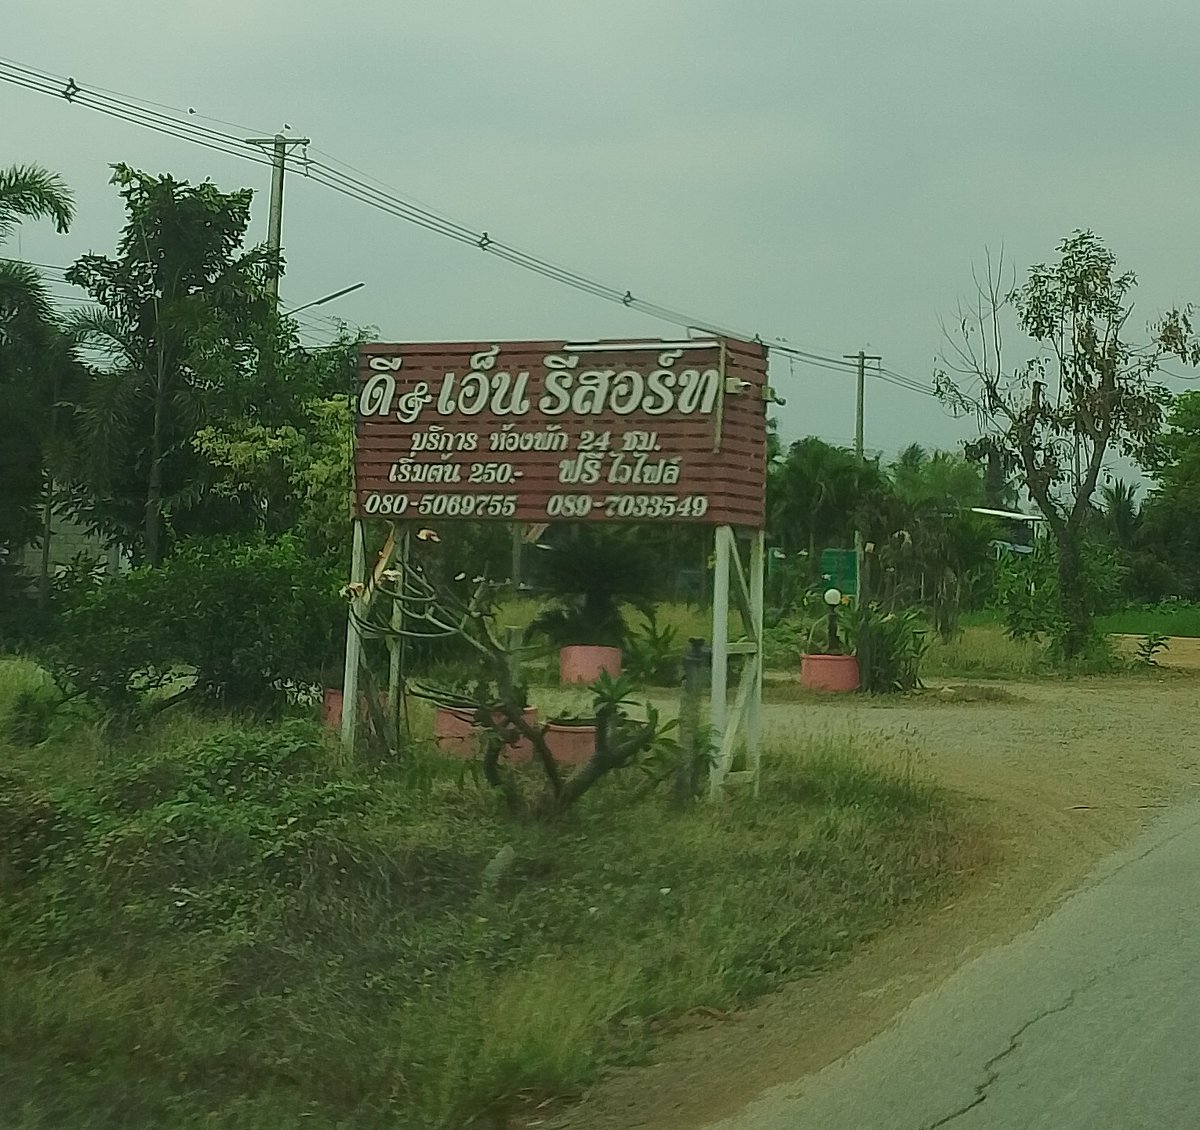 ดี & เอ็น รีสอร์ท
บริการ ห้องพัก 24 ชม.
เริ่มต้น 250.- ฟรี ไวไฟล์
080-5069755 089-7033549